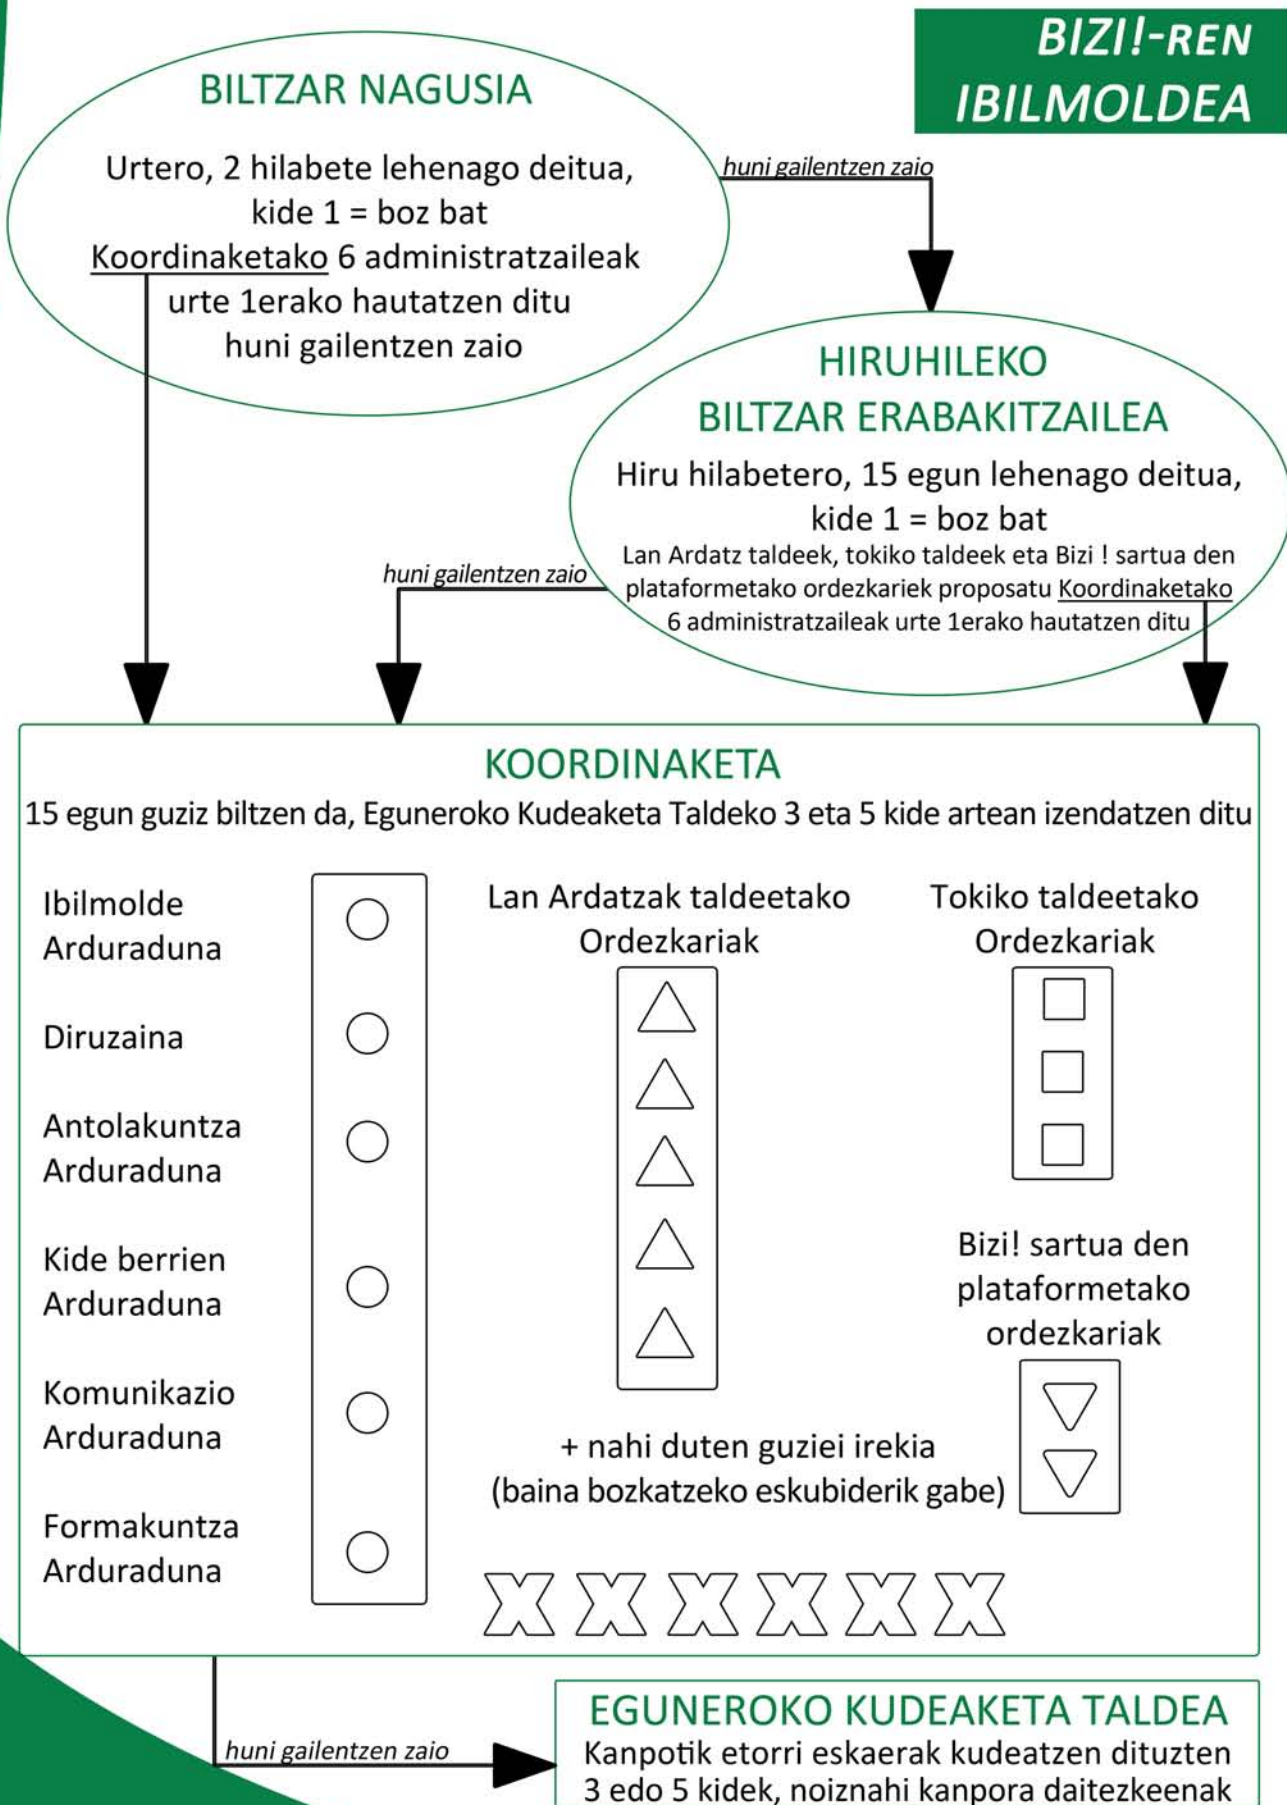 BIZI!-REN
IBILMOLDEA
BILTZAR NAGUSIA
Urtero, 2 hilabete lehenago deitua,
kide 1 = boz bat
Koordinaketako 6 administratzaileak
urte 1erako hautatzen ditu
huni gailentzen zaio
huni gailentzen zaio
HIRUHILEKO
BILTZAR ERABAKITZAILEA
Hiru hilabetero, 15 egun lehenago deitua,
kide 1 = boz bat
Lan Ardatz taldeek, tokiko taldeek eta Bizi ! sartua den
plataformetako ordezkariek proposatu Koordinaketako
6 administratzaileak urte 1erako hautatzen ditu
huni gailentzen zaio
KOORDINAKETA
15 egun guziz biltzen da, Eguneroko Kudeaketa Taldeko 3 eta 5 kide artean izendatzen ditu
Ibilmolde
Arduraduna
Diruzaina
Antolakuntza
Arduraduna
Kide berrien
Arduraduna
Komunikazio
Arduraduna
Formakuntza
Arduraduna
Lan Ardatzak taldeetako
Ordezkariak
Tokiko taldeetako
Ordezkariak
Bizi! sartua den
plataformetako
ordezkariak
+ nahi duten guziei irekia
(baina bozkatzeko eskubiderik gabe)
X X X X X X
huni gailentzen zaio
EGUNEROKO KUDEAKETA TALDEA
Kanpotik etorri eskaerak kudeatzen dituzten
3 edo 5 kidek, noiznahi kanpora daitezkeenak